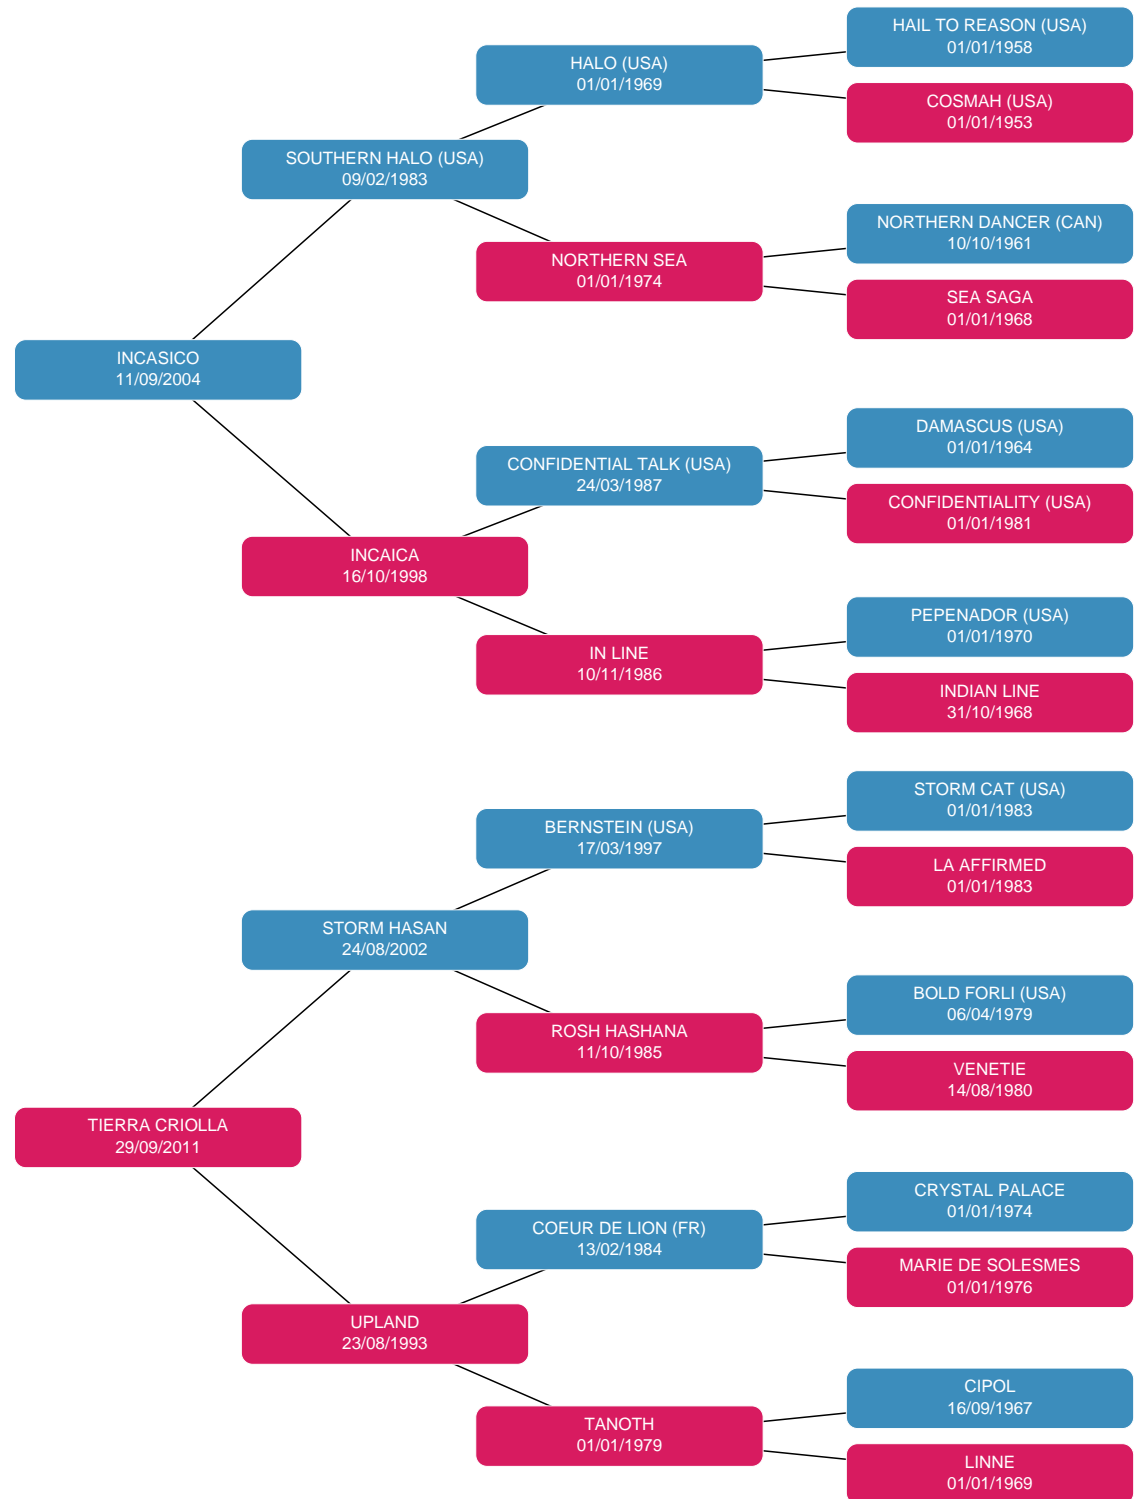 HAIL TO REASON (USA)
01/01/1958
HALO (USA)
01/01/1969
COSMAH (USA)
01/01/1953
SOUTHERN HALO (USA)
09/02/1983
NORTHERN DANCER (CAN)
10/10/1961
NORTHERN SEA
01/01/1974
SEA SAGA
01/01/1968
INCASICO
11/09/2004
DAMASCUS (USA)
01/01/1964
CONFIDENTIAL TALK (USA)
24/03/1987
CONFIDENTIALITY (USA)
01/01/1981
INCAICA
16/10/1998
PEPENADOR (USA)
01/01/1970
IN LINE
10/11/1986
INDIAN LINE
31/10/1968
STORM CAT (USA)
01/01/1983
BERNSTEIN (USA)
17/03/1997
LA AFFIRMED
01/01/1983
STORM HASAN
24/08/2002
BOLD FORLI (USA)
06/04/1979
ROSH HASHANA
11/10/1985
VENETIE
14/08/1980
TIERRA CRIOLLA
29/09/2011
CRYSTAL PALACE
01/01/1974
COEUR DE LION (FR)
13/02/1984
MARIE DE SOLESMES
01/01/1976
UPLAND
23/08/1993
CIPOL
16/09/1967
TANOTH
01/01/1979
LINNE
01/01/1969